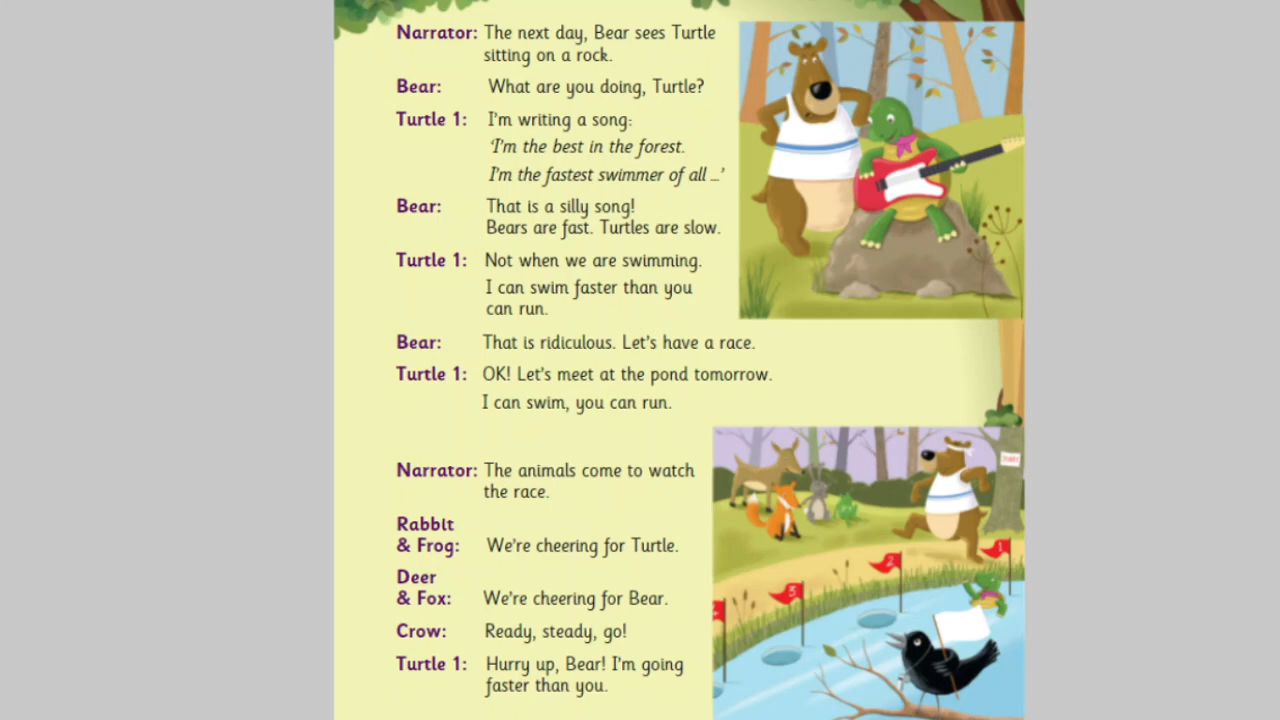 Narrator: The next day, Bear sees Turtle
sitting on a rock.
Bear: What are you doing, Turtle?
Turtle 1: I'm writing a song:
'I'm the best in the forest.
I'm the fastest swimmer of all ...'
Bear: That is a silly song!
Bears are fast. Turtles are slow.
Turtle 1: Not when we are swimming.
I can swim faster than you
can run.
Bear: That is ridiculous. Let's have a race.
Turtle 1: OK! Let's meet at the pond tomorrow.
I can swim, you can run.
Narrator: The animals come to watch
the race.
Rabbit
& Frog: We're cheering for Turtle.
Deer
& Fox: We're cheering for Bear.
Crow: Ready, steady, go!
Turtle 1: Hurry up, Bear! I'm going
faster than you.
1
2
3